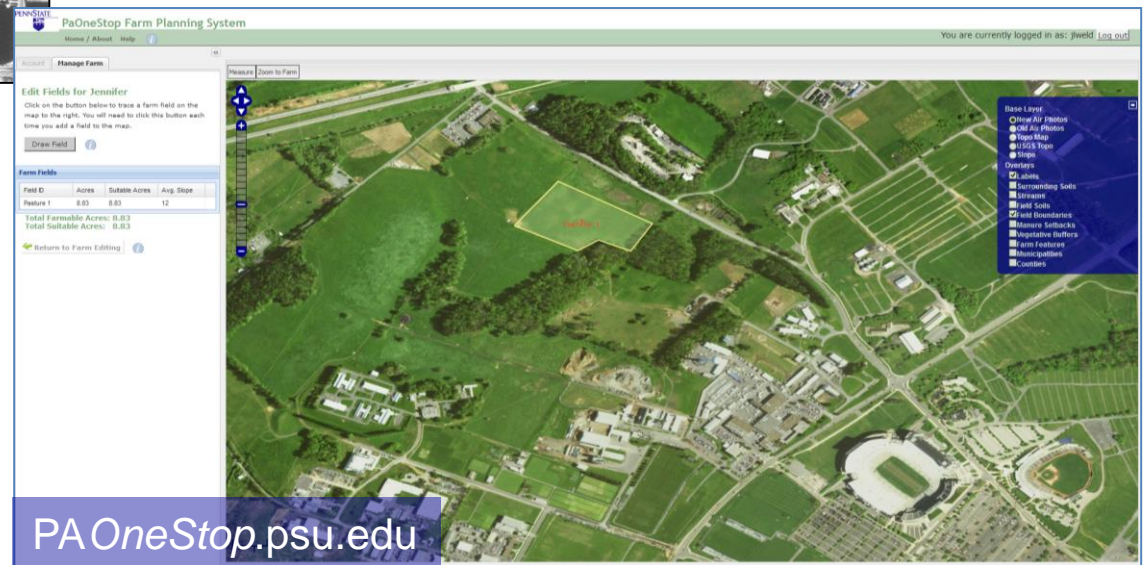 PENNSTATE
PaOneStop Farm Planning System
Home / About Help
You are currently logged in as: jlweld Log out
Account Manage Farm
Measure Zoom to Farm
Edit Fields for Jennifer
Click on the button below to trace a farm field on the
map to the right. You will need to click this button each
time you add a field to the map.
Draw Field
Farm Fields
Field ID Acres Suitable Acres Avg. Slope
Feature 1 8.83 8.83 12
Total Farmable Acres: 8.83
Total Suitable Acres: 8.83
Return to Farm Editing
Base Layer
New Air Photos
Old Air Photos
Topo Map
USGS Topo
Slope
Overlays
Labels
Surrounding Soils
Streams
Field Soils
Field Boundaries
Manure Setbacks
Vegetative Buffers
Farm Features
Municipalities
Counties
PAOneStop.psu.edu